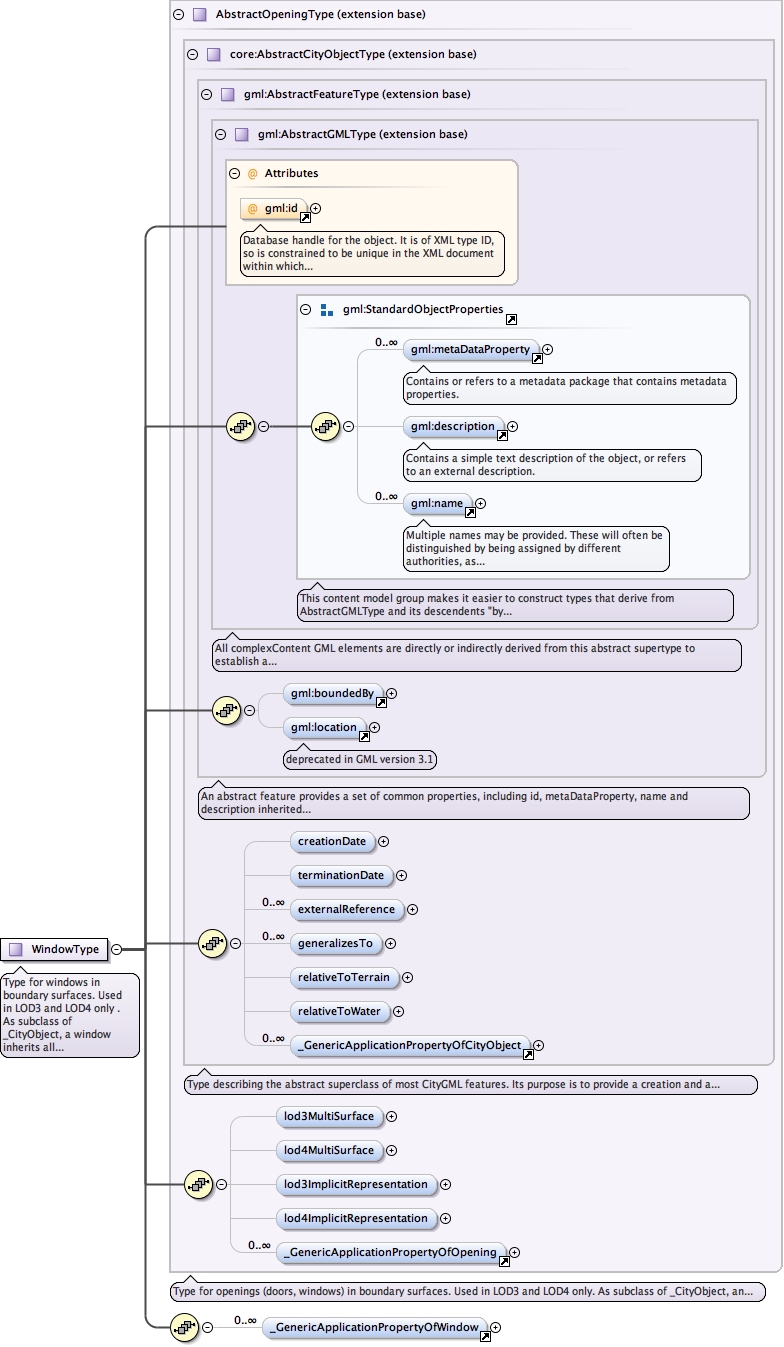 AbstractOpeningType (extension base)
core:AbstractCityObjectType (extension base)
gml:AbstractFeatureType (extension base)
gml:AbstractGMLType (extension base)
@ Attributes
@ gml:id
Database handle for the object. It is of XML type ID,
so is constrained to be unique in the XML document
within which...
gml:StandardObjectProperties
0..∞
gml:metaDataProperty
Contains or refers to a metadata package that contains metadata
properties.
gml:description
Contains a simple text description of the object, or refers
to an external description.
0..∞
gml:name
Multiple names may be provided. These will often be
distinguished by being assigned by different
authorities, as...
This content model group makes it easier to construct types that derive from
AbstractGMLType and its descendents "by...
All complexContent GML elements are directly or indirectly derived from this abstract supertype to
establish a...
gml:boundedBy
gml:location
deprecated in GML version 3.1
An abstract feature provides a set of common properties, including id, metaDataProperty, name and
description inherited...
creationDate
terminationDate
0..∞
externalReference
0..∞
generalizesTo
WindowType
Type for windows in
boundary surfaces. Used
in LOD3 and LOD4 only .
As subclass of
_CityObject, a window
inherits all...
relativeToTerrain
relativeToWater
0..∞
_GenericApplicationPropertyOfCityObject
Type describing the abstract superclass of most CityGML features. Its purpose is to provide a creation and a...
lod3MultiSurface
lod4MultiSurface
lod3ImplicitRepresentation
lod4ImplicitRepresentation
0..∞
_GenericApplicationPropertyOfOpening
Type for openings (doors, windows) in boundary surfaces. Used in LOD3 and LOD4 only. As subclass of _CityObject, an...
0..∞
_GenericApplicationPropertyOfWindow